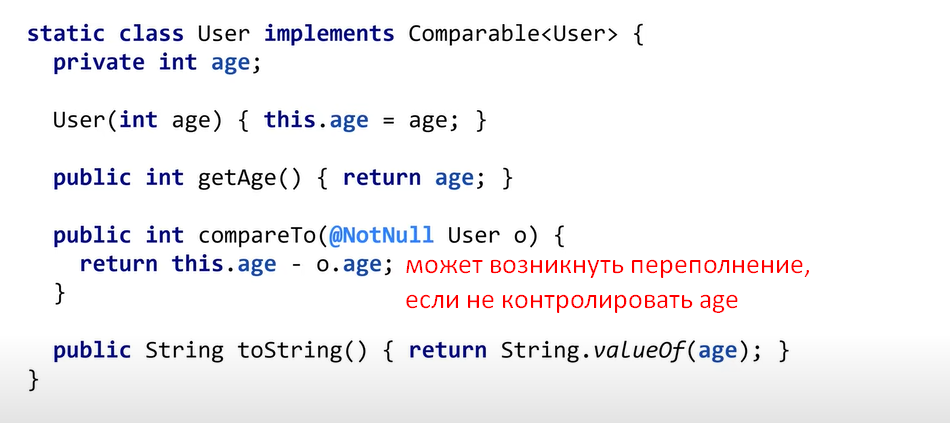 static class User implements Comparable<User> {
private int age;
User(int age) { this.age = age; }
public int getAge() { return age; }
public int compareTo(@NotNull User o) {
return this.age - o.age; может возникнуть переполнение,
} если не контролировать age
public String toString() { return String.valueOf(age); }
}